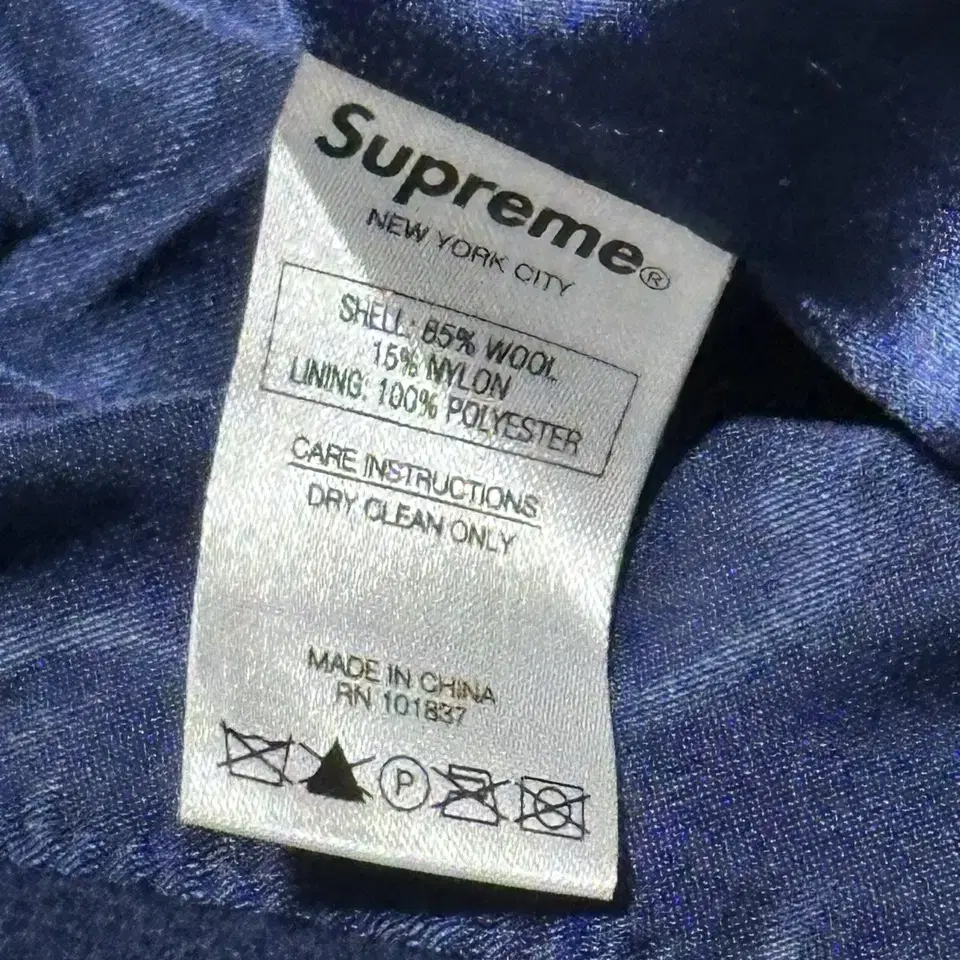 Supreme®
NEW YORK CITY
SHELL: 85% WOOL
15% NYLON
LINING: 100% POLYESTER
CARE INSTRUCTIONS
DRY CLEAN ONLY
MADE IN CHINA
RN 101837
P